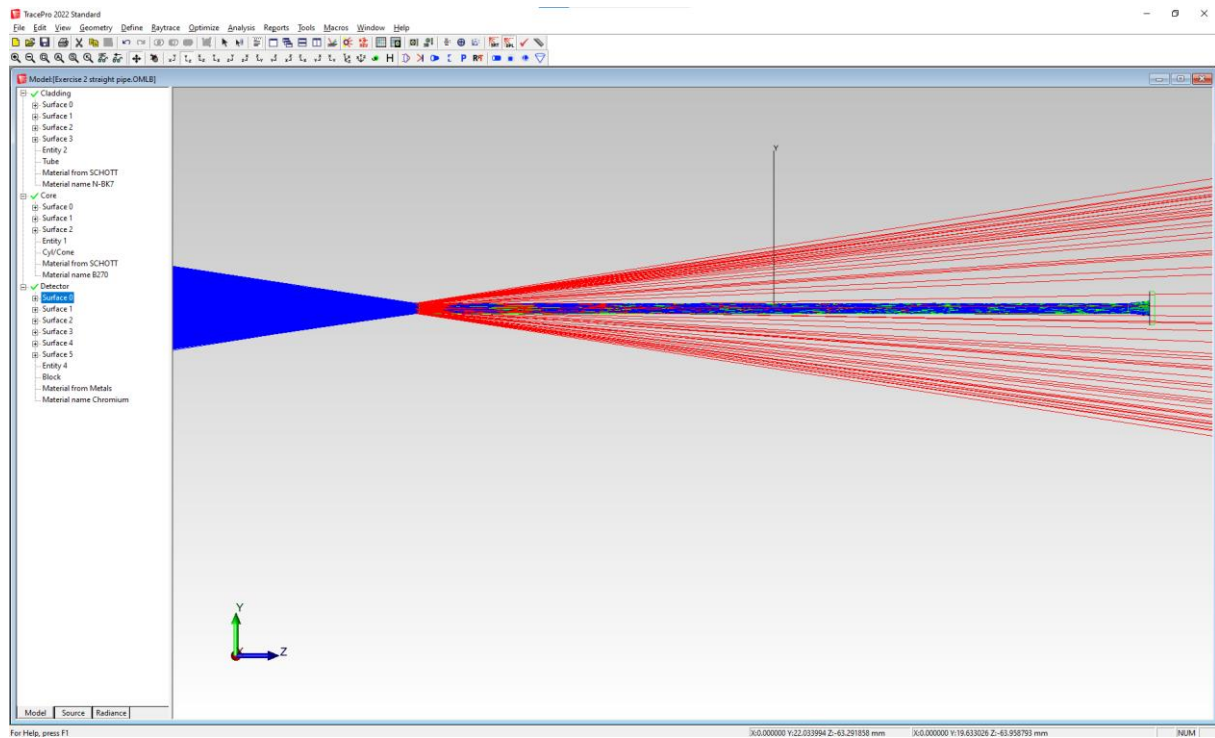 TracePro 2022 Standard
File Edit View Geometry Define Raytrace Optimize Analysis Reports Tools Macros Window Help
Model:[Exercise 2 straight pipe.OMLB]
Cladding
Surface 0
Surface 1
Surface 2
Surface 3
Entity 2
Tube
Material from SCHOTT
Material name N-BK7
Core
Surface 0
Surface 1
Surface 2
Entity 1
Cyl/Cone
Material from SCHOTT
Material name B270
Detector
Surface 0
Surface 1
Surface 2
Surface 3
Surface 4
Surface 5
Entity 4
Block
Material from Metals
Material name Chromium
Y
Y
Z
Model Source Radiance
For Help, press F1 X:0.000000 Y:22.033994 Z:-63.291858 mm X:0.000000 Y:19.633026 Z:-63.958793 mm NUM